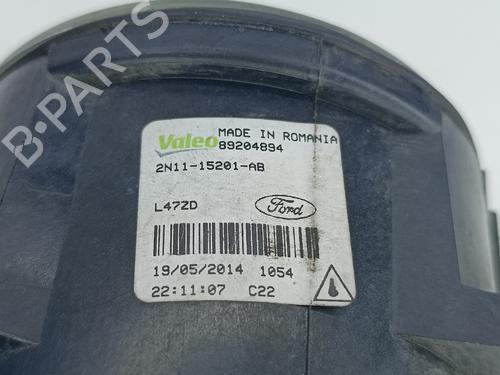 B-PARTS
Valeo MADE IN ROMANIA
89204894
2N11-15201-AB
L47ZD Ford
19/05/2014 1054
22:11:07 C22